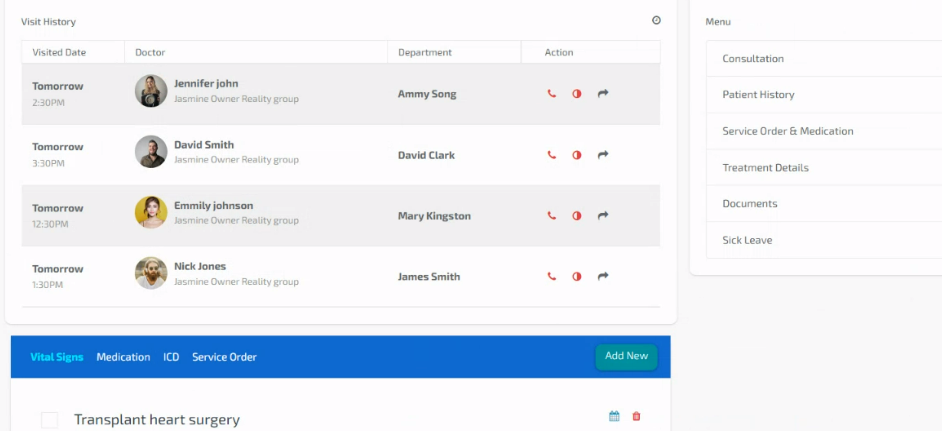 Visit History
Menu
Visited Date Doctor Department Action
Tomorrow
2:30PM
Jennifer john
Jasmine Owner Reality group
Ammy Song
Tomorrow
3:30PM
David Smith
Jasmine Owner Reality group
David Clark
Tomorrow
12:30PM
Emmily johnson
Jasmine Owner Reality group
Mary Kingston
Tomorrow
1:30PM
Nick Jones
Jasmine Owner Reality group
James Smith
Consultation
Patient History
Service Order & Medication
Treatment Details
Documents
Sick Leave
Vital Signs Medication ICD Service Order Add New
Transplant heart surgery